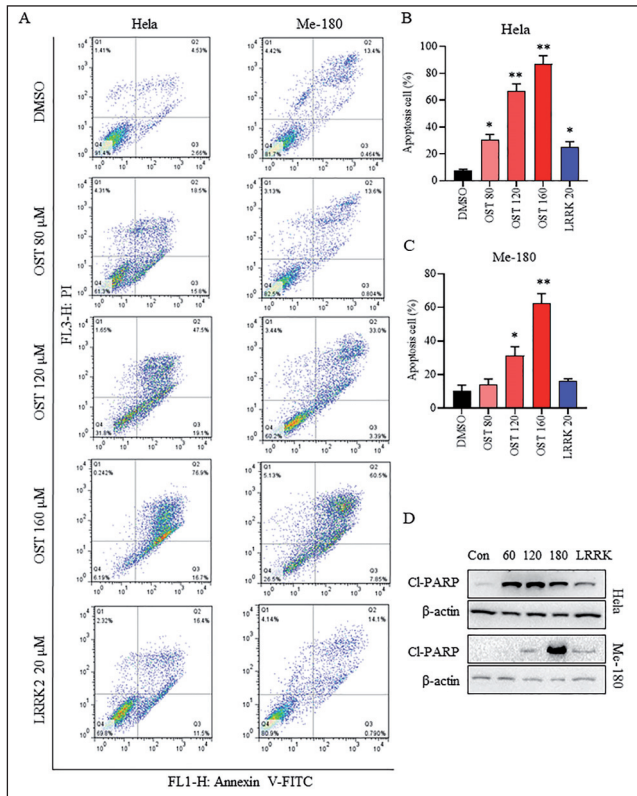 A
Hela
Me-180
DMSO
Q1
1.41%
Q2
4.53%
Q4
91.4%
Q3
2.66%
Q1
4.42%
Q2
13.4%
Q4
81.7%
Q3
0.464%
OST 80 μM
Q1
4.31%
Q2
18.5%
Q4
61.3%
Q3
15.8%
Q1
3.13%
Q2
13.6%
Q4
82.5%
Q3
0.804%
FL3-H: PI
OST 120 μM
Q1
1.65%
Q2
47.5%
Q4
31.8%
Q3
19.1%
Q1
3.44%
Q2
33.0%
Q4
60.2%
Q3
3.39%
OST 160 μM
Q1
0.242%
Q2
76.9%
Q4
6.19%
Q3
16.7%
Q1
5.13%
Q2
60.5%
Q4
26.5%
Q3
7.85%
LRRK2 20 μM
Q1
2.32%
Q2
16.4%
Q4
69.8%
Q3
11.5%
Q1
4.14%
Q2
14.1%
Q4
80.9%
Q3
0.790%
FL1-H: Annexin V-FITC
B
Hela
Apoptosis cell (%)
100
80
60
40
20
0
* ** ** *
DMSO
OST 80
OST 120
OST 160
LRRK 20
C
Me-180
Apoptosis cell (%)
80
60
40
20
0
* **
DMSO
OST 80
OST 120
OST 160
LRRK 20
D
Con 60 120 180 LRRK
Cl-PARP
β-actin
Hela
Cl-PARP
β-actin
Me-180